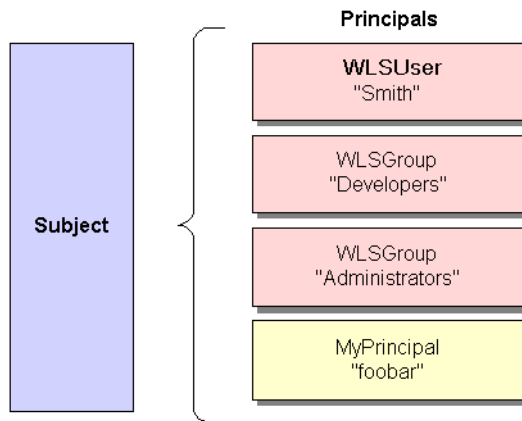 Principals
WLSUser
"Smith"
WLSGroup
"Developers"
Subject
WLSGroup
"Administrators"
MyPrincipal
"foobar"